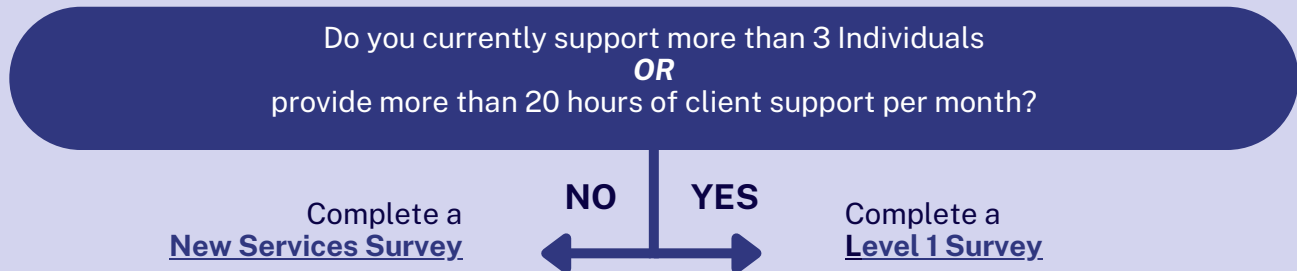 Do you currently support more than 3 Individuals
OR
provide more than 20 hours of client support per month?
NO
YES
Complete a
New Services Survey
Complete a
Level 1 Survey